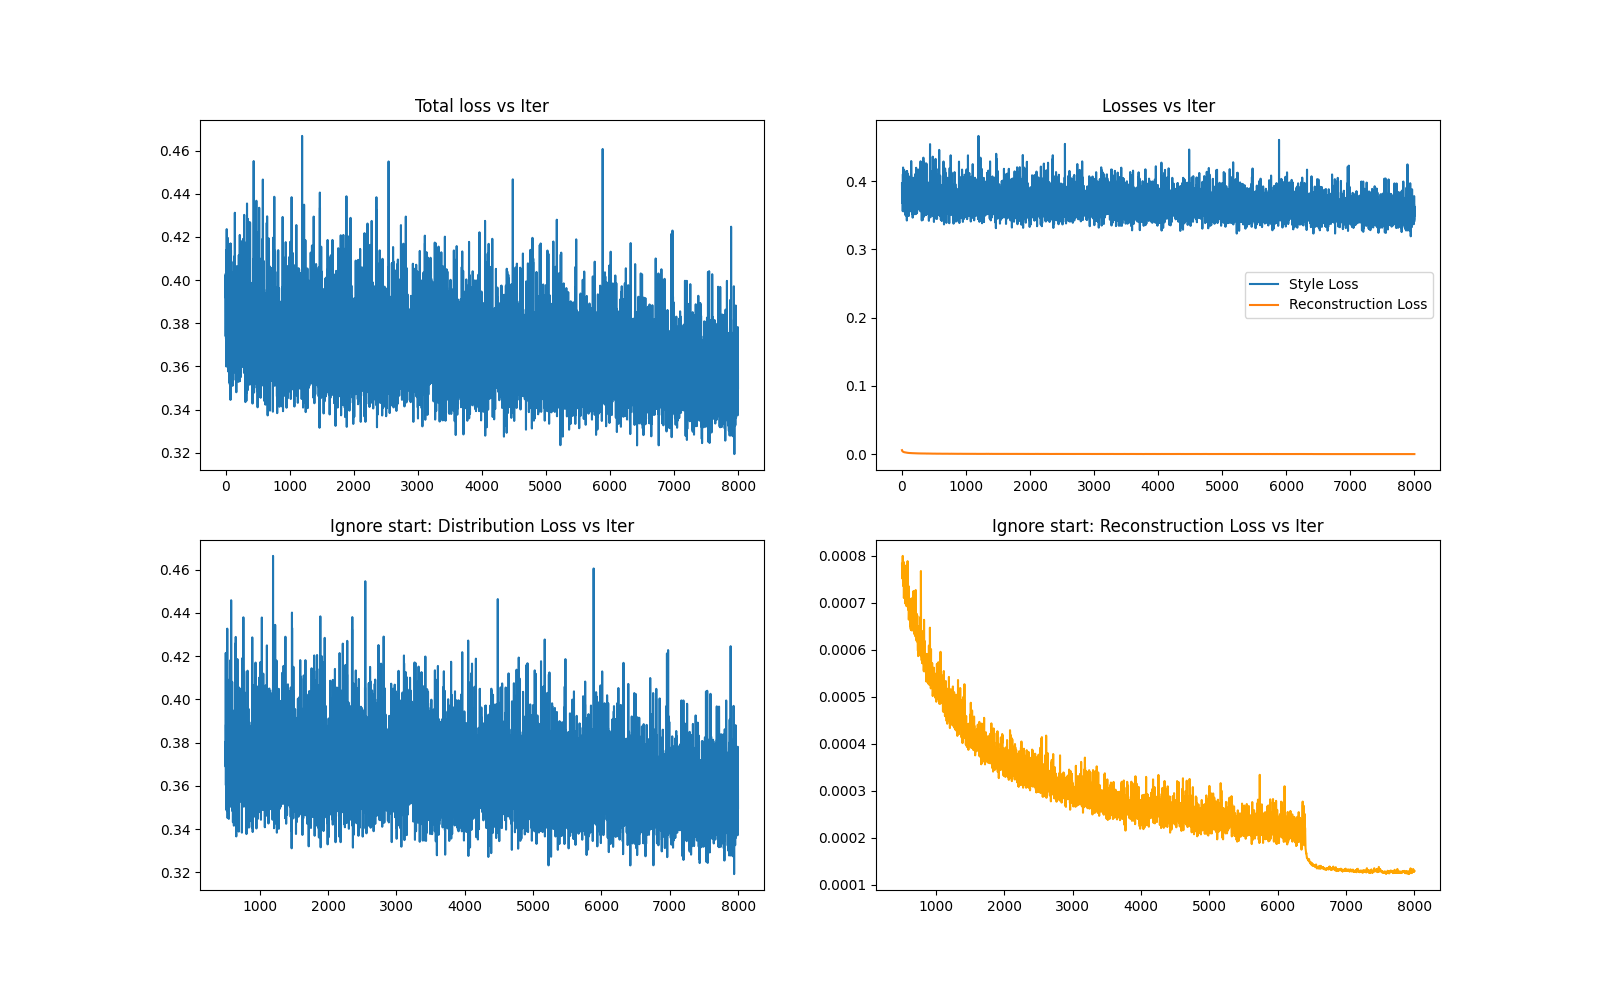 Total loss vs Iter
0.46
0.44
0.42
0.40
0.38
0.36
0.34
0.32
0 1000 2000 3000 4000 5000 6000 7000 8000
Losses vs Iter
0.4
0.3
0.2
0.1
0.0
Style Loss
Reconstruction Loss
0 1000 2000 3000 4000 5000 6000 7000 8000
Ignore start: Distribution Loss vs Iter
0.46
0.44
0.42
0.40
0.38
0.36
0.34
0.32
1000 2000 3000 4000 5000 6000 7000 8000
Ignore start: Reconstruction Loss vs Iter
0.0008
0.0007
0.0006
0.0005
0.0004
0.0003
0.0002
0.0001
1000 2000 3000 4000 5000 6000 7000 8000